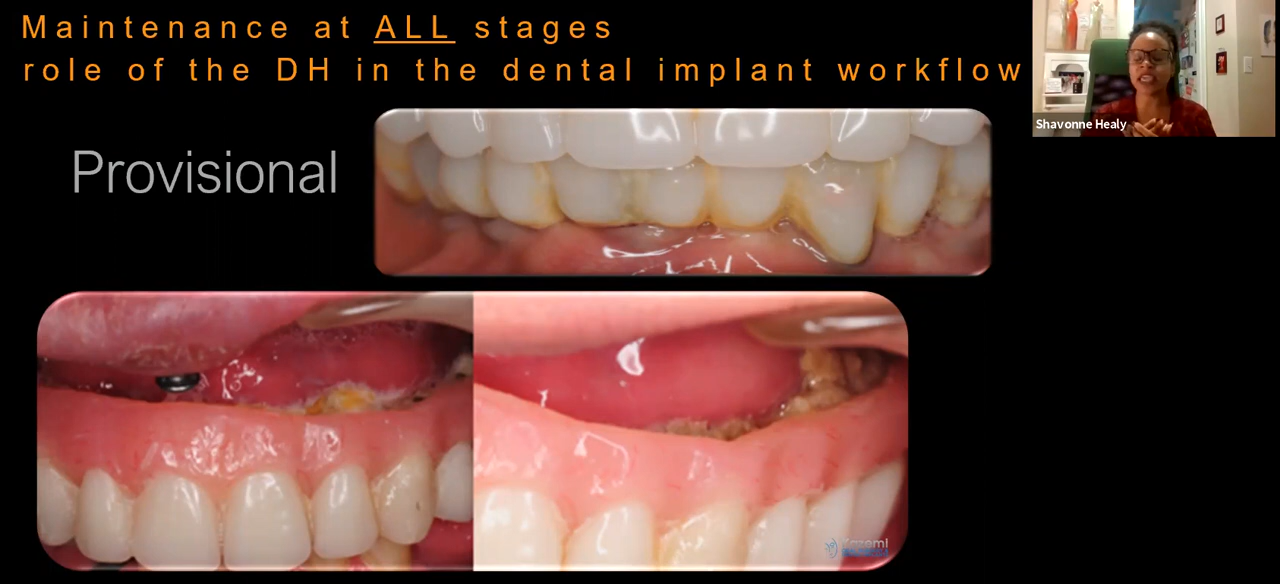 Maintenance at ALL stages
role of the DH in the dental implant workflow
Shavonne Healy
Provisional